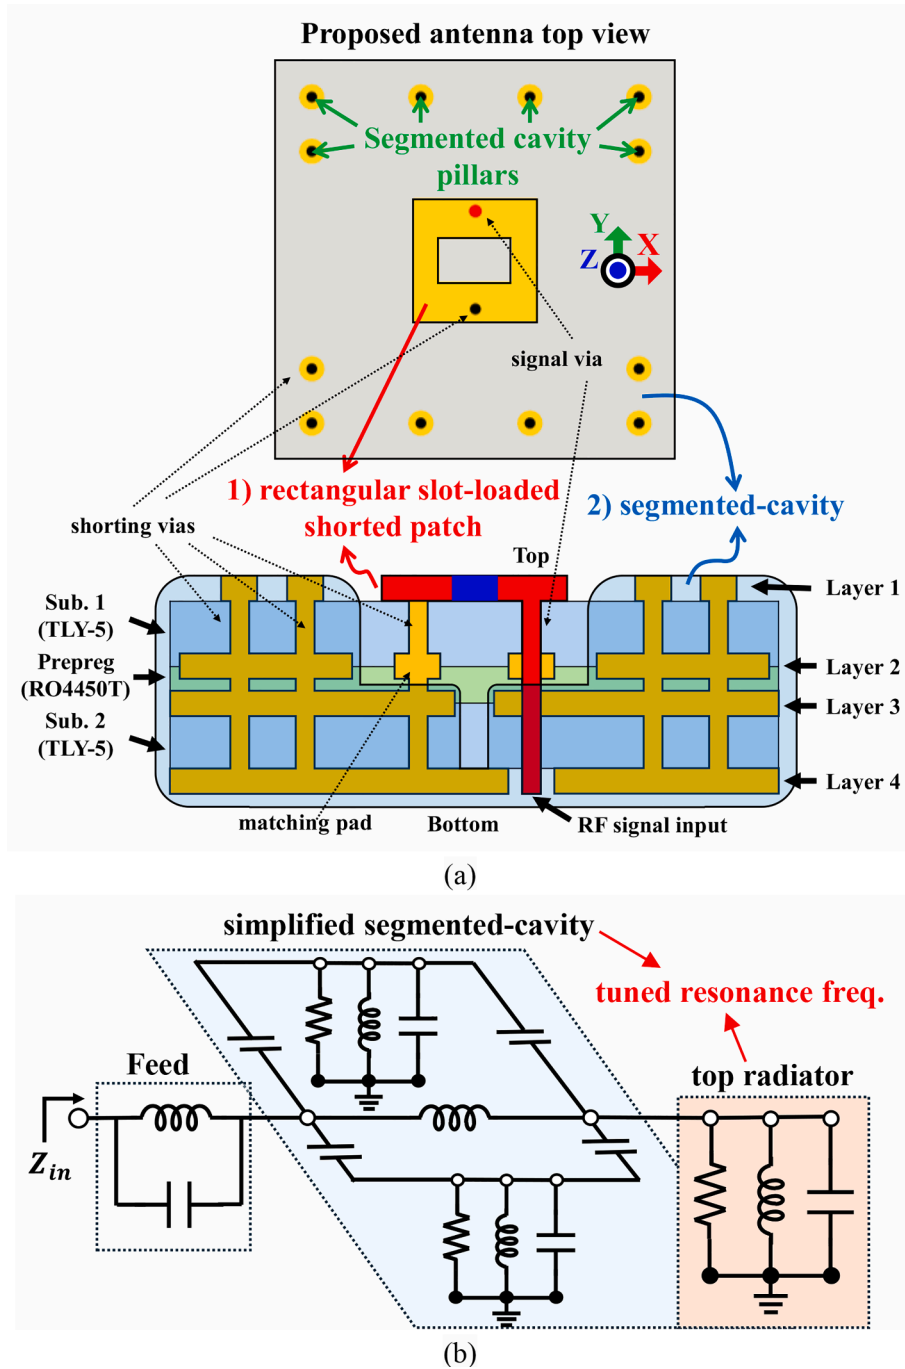 Proposed antenna top view
Segmented cavity
pillars
Y
X
Z
signal via
1) rectangular slot-loaded
shorted patch
2) segmented-cavity
shorting vias
Top
Sub. 1
(TLY-5)
Prepreg
(RO4450T)
Sub. 2
(TLY-5)
Layer 1
Layer 2
Layer 3
Layer 4
matching pad
Bottom
RF signal input
(a)
simplified segmented-cavity
tuned resonance freq.
Feed
top radiator
Zin
(b)